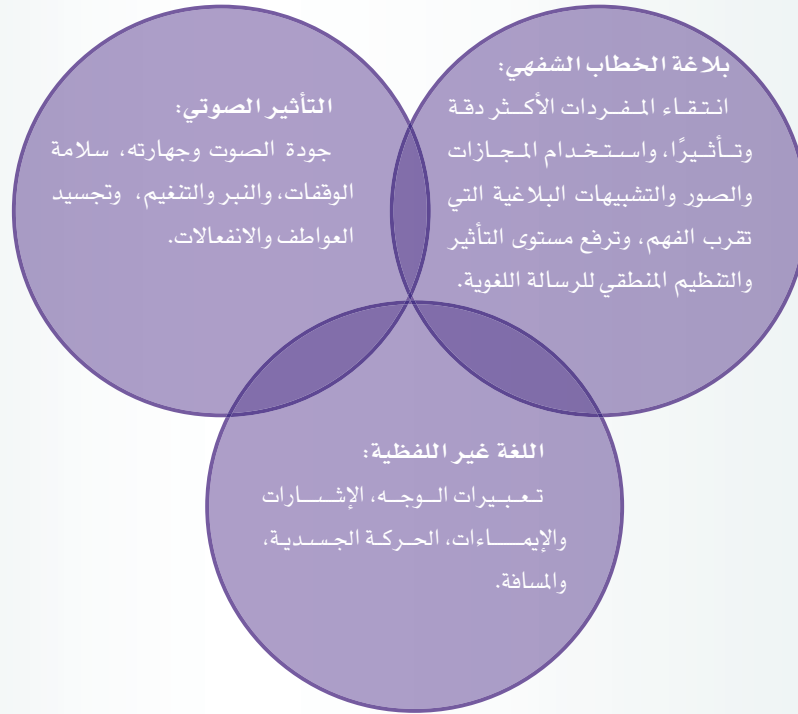 بلاغة الخطاب الشفهي:
انتقاء المفردات الأكثر دقة
وتأثيرًا، واستخدام المجازات
والصور والتشبيهات البلاغية التي
تقرب الفهم، وترفع مستوى التأثير
والتنظيم المنطقي للرسالة اللغوية.
التأثير الصوتي:
جودة الصوت وجهارته، سلامة
الوقفات، والنبر والتنغيم، وتجسيد
العواطف والانفعالات.
اللغة غير اللفظية:
تعبيرات الوجه، الإشارات
والإيماءات، الحركة الجسدية،
والمسافة.